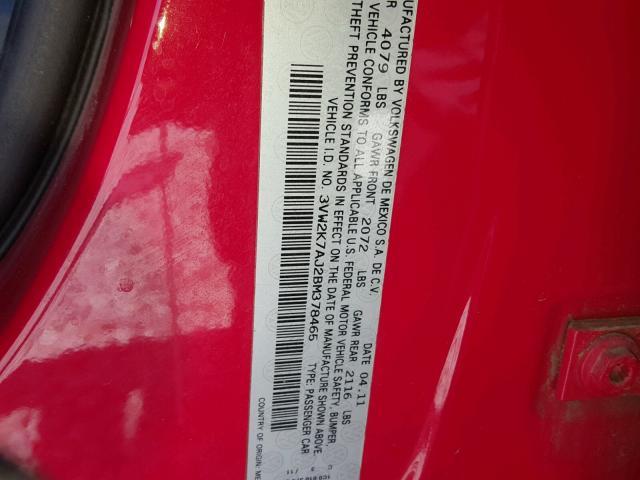 NUFACTURED BY VOLKSWAGEN DE MEXICO S.A. DE C.V. DATE 04.11
R 4079 LBS GAWR FRONT 2072 LBS GAWR REAR 2116 LBS
VEHICLE CONFORMS TO ALL APPLICABLE U.S. FEDERAL MOTOR VEHICLE SAFETY, BUMPER
THEFT PREVENTION STANDARDS IN EFFECT ON THE DATE OF MANUFACTURE SHOWN ABOVE.
VEHICLE I.D. NO. 3VW2K7AJ2BM378465 TYPE: PASSENGER CAR
COUNTRY OF ORIGIN: ME